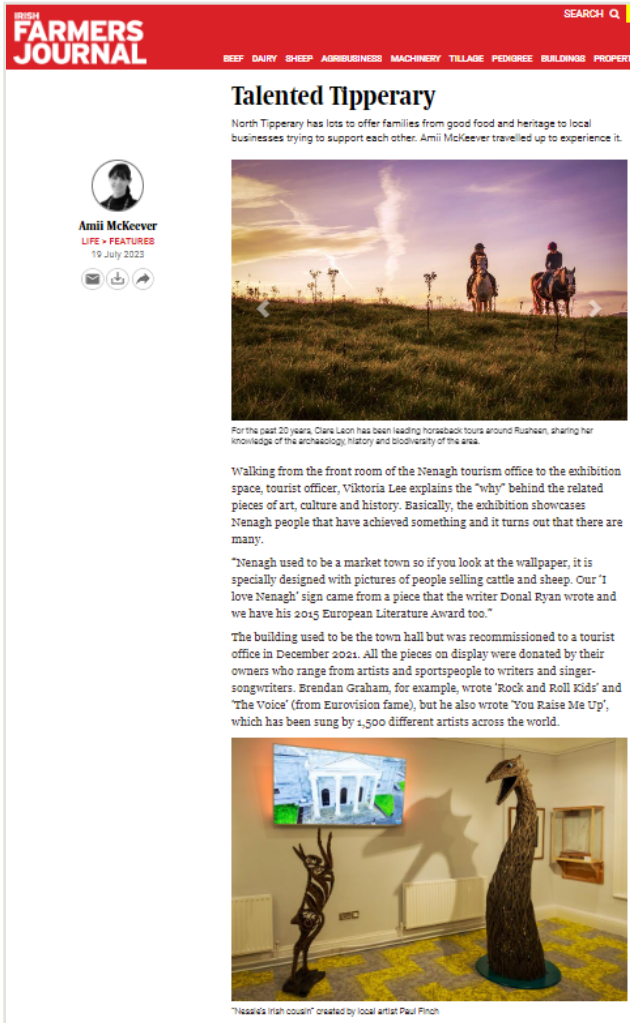 IRISH
FARMERS
JOURNAL
SEARCH
BEEF DAIRY SHEEP AGRIBUSINESS MACHINERY TILLAGE PEDIGREE BUILDINGS PROPERT
Talented Tipperary
North Tipperary has lots to offer families from good food and heritage to local
businesses trying to support each other. Amii McKeever travelled up to experience it.
Amii McKeever
LIFE > FEATURES
19 July 2023
For the past 20 years, Clare Leon has been leading horseback tours around Rusheen, sharing her
knowledge of the archaeology, history and biodiversity of the area.
Walking from the front room of the Nenagh tourism office to the exhibition
space, tourist officer, Viktoria Lee explains the "why" behind the related
pieces of art, culture and history. Basically, the exhibition showcases
Nenagh people that have achieved something and it turns out that there are
many.
"Nenagh used to be a market town so if you look at the wallpaper, it is
specially designed with pictures of people selling cattle and sheep. Our 'I
love Nenagh' sign came from a piece that the writer Donal Ryan wrote and
we have his 2015 European Literature Award too."
The building used to be the town hall but was recommissioned to a tourist
office in December 2021. All the pieces on display were donated by their
owners who range from artists and sportspeople to writers and singer-
songwriters. Brendan Graham, for example, wrote 'Rock and Roll Kids' and
'The Voice' (from Eurovision fame), but he also wrote 'You Raise Me Up',
which has been sung by 1,500 different artists across the world.
"Nessie's Irish cousin" created by local artist Paul Finch